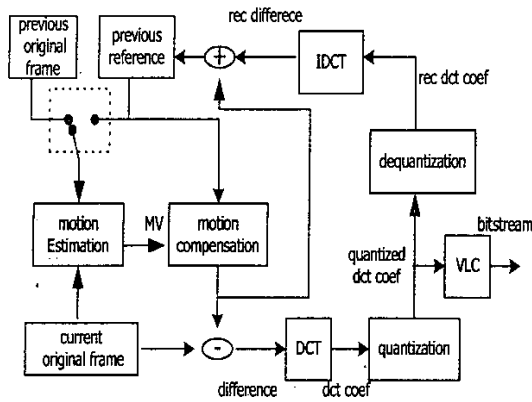 rec differece
previous
original
frame
previous
reference
+
IDCT
rec dct coef
dequantization
motion
Estimation
MV
motion
compensation
bitstream
quantized
dct coef
VLC
current
original frame
-
DCT
quantization
difference
dct coef